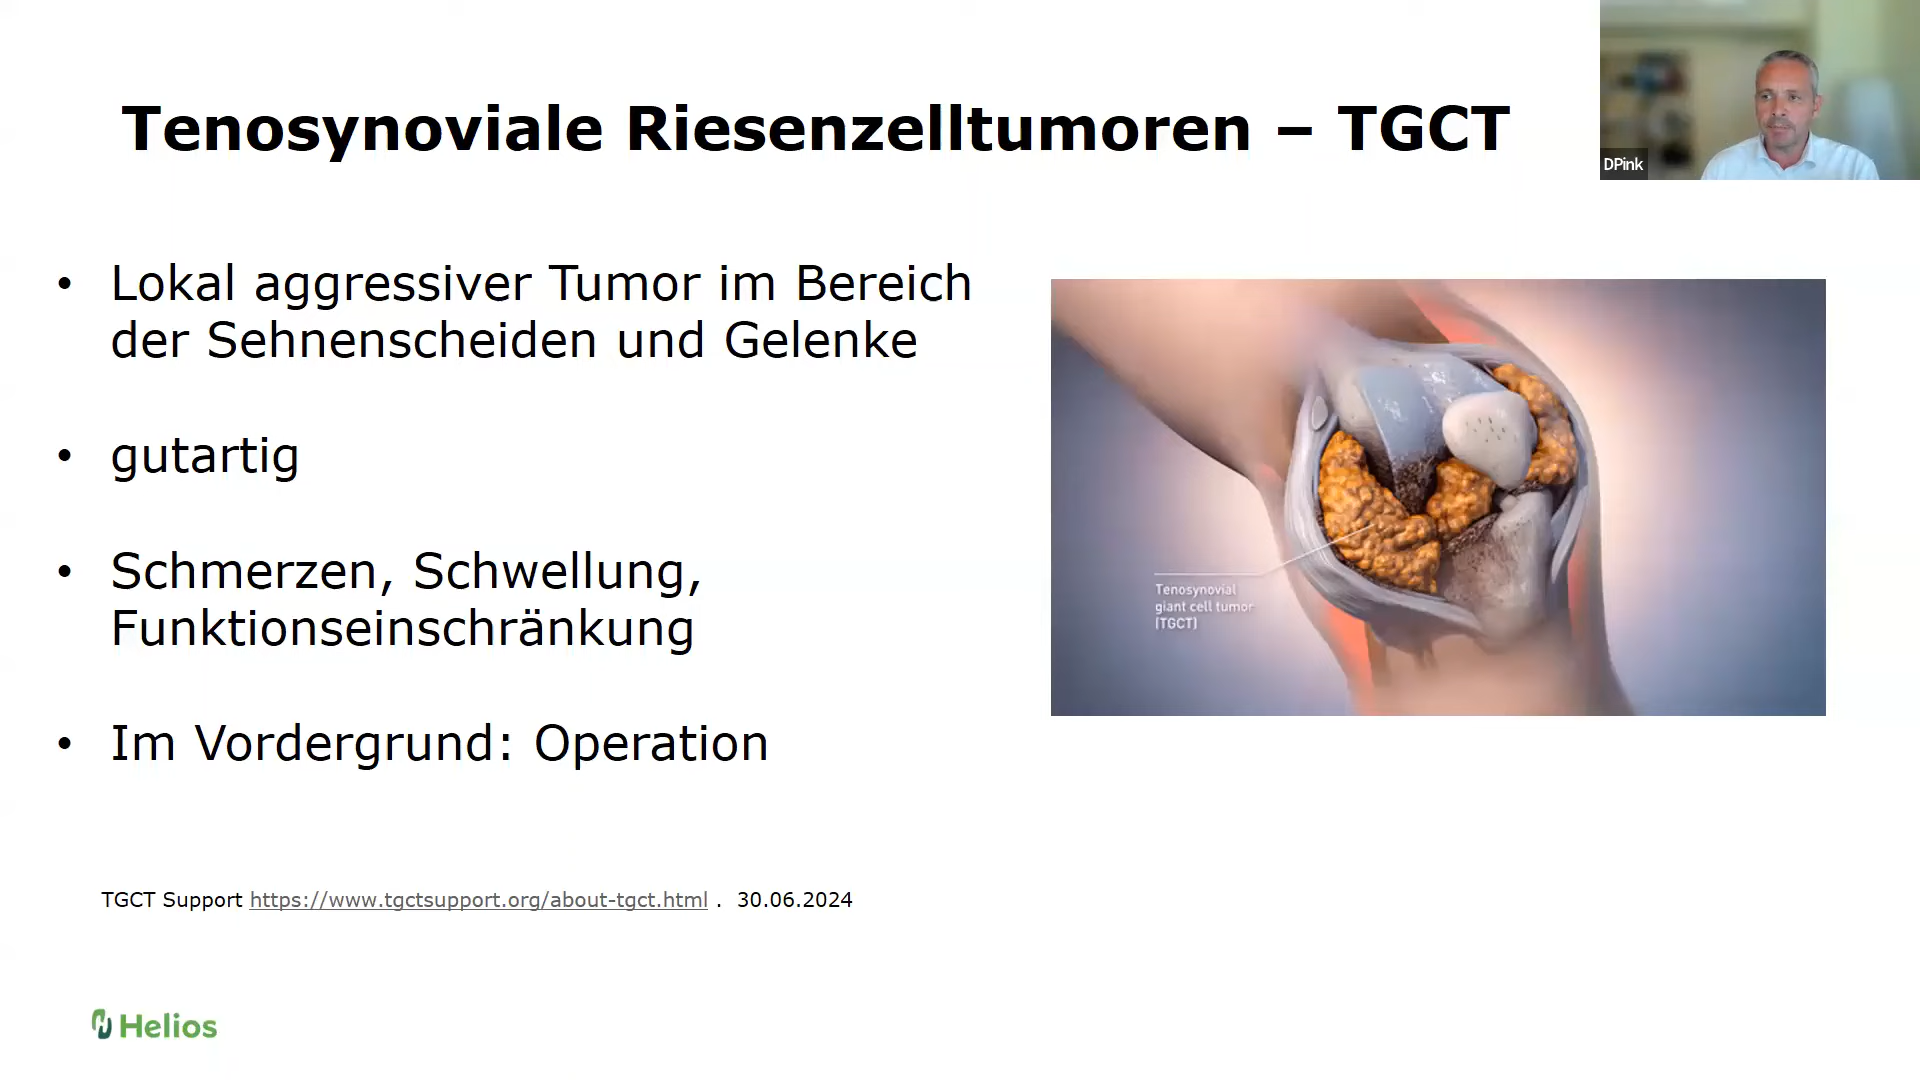 Tenosynoviale Riesenzelltumoren – TGCT
DPink
• Lokal aggressiver Tumor im Bereich
der Sehnenscheiden und Gelenke
• gutartig
• Schmerzen, Schwellung,
Funktionseinschränkung
• Im Vordergrund: Operation
Tenosynovial
giant cell tumor
(TGCT)
TGCT Support https://www.tgctsupport.org/about-tgct.html . 30.06.2024
Helios